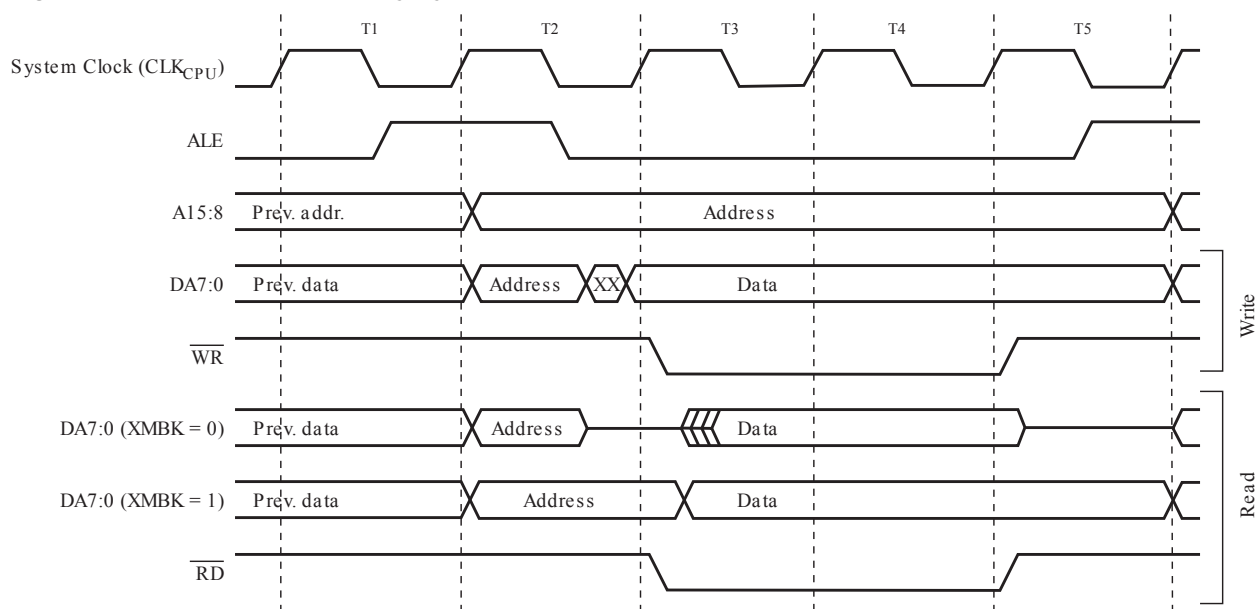 T1 T2 T3 T4 T5
System Clock (CLKCPU)
ALE
A15:8 Prev. addr. Address
DA7:0 Prev. data Address XX Data
WR
Write
DA7:0 (XMBK = 0) Prev. data Address Data
DA7:0 (XMBK = 1) Prev. data Address Data
RD
Read